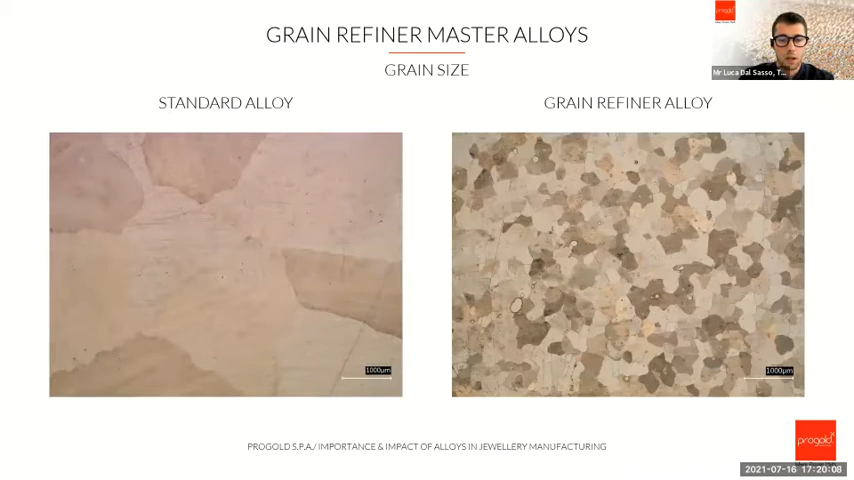 GRAIN REFINER MASTER ALLOYS
GRAIN SIZE
STANDARD ALLOY
GRAIN REFINER ALLOY
1000µm
1000µm
PROGOLD S.P.A./ IMPORTANCE & IMPACT OF ALLOYS IN JEWELLERY MANUFACTURING
progold
Mr Luca Dal Sasso, T...
progold
2021-07-16 17:20:08